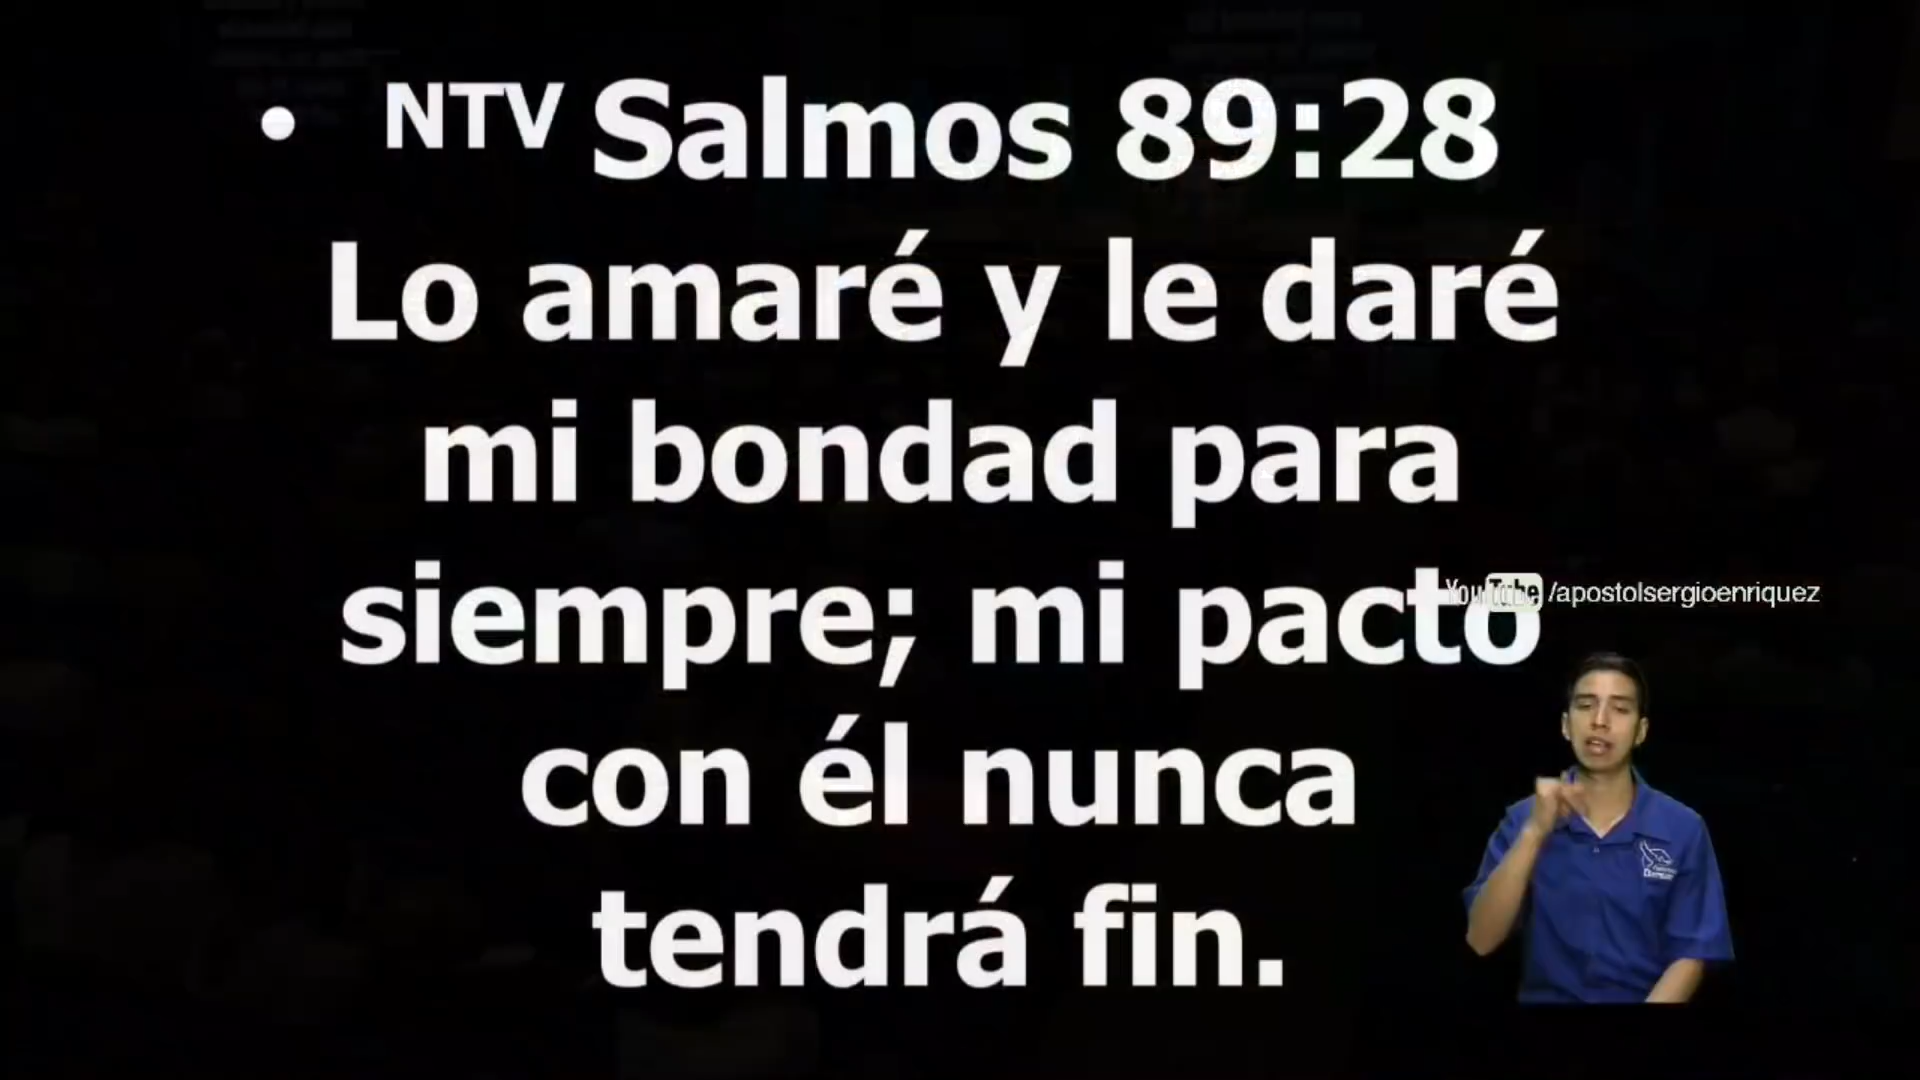 • NTV Salmos 89:28
Lo amaré y le daré
mi bondad para
siempre; mi pacto
YouTube /apostolsergioenriquez
con él nunca
tendrá fin.